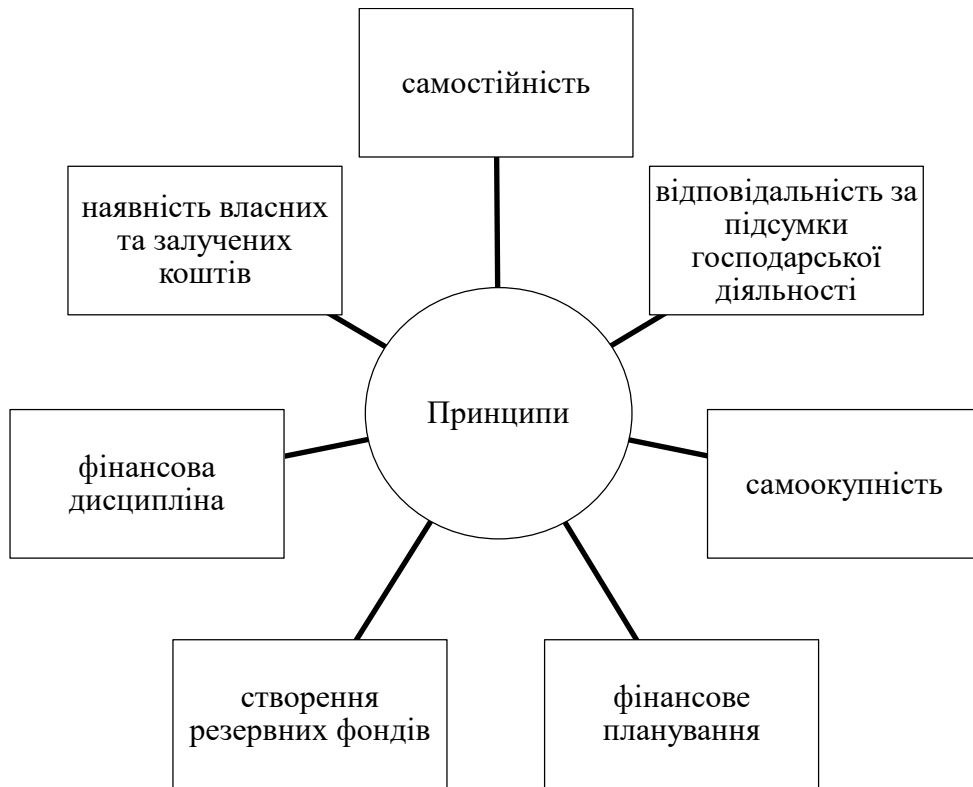 самостійність
наявність власних
та залучених
коштів
відповідальність за
підсумки
господарської
діяльності
Принципи
фінансова
дисципліна
самоокупність
створення
резервних фондів
фінансове
планування